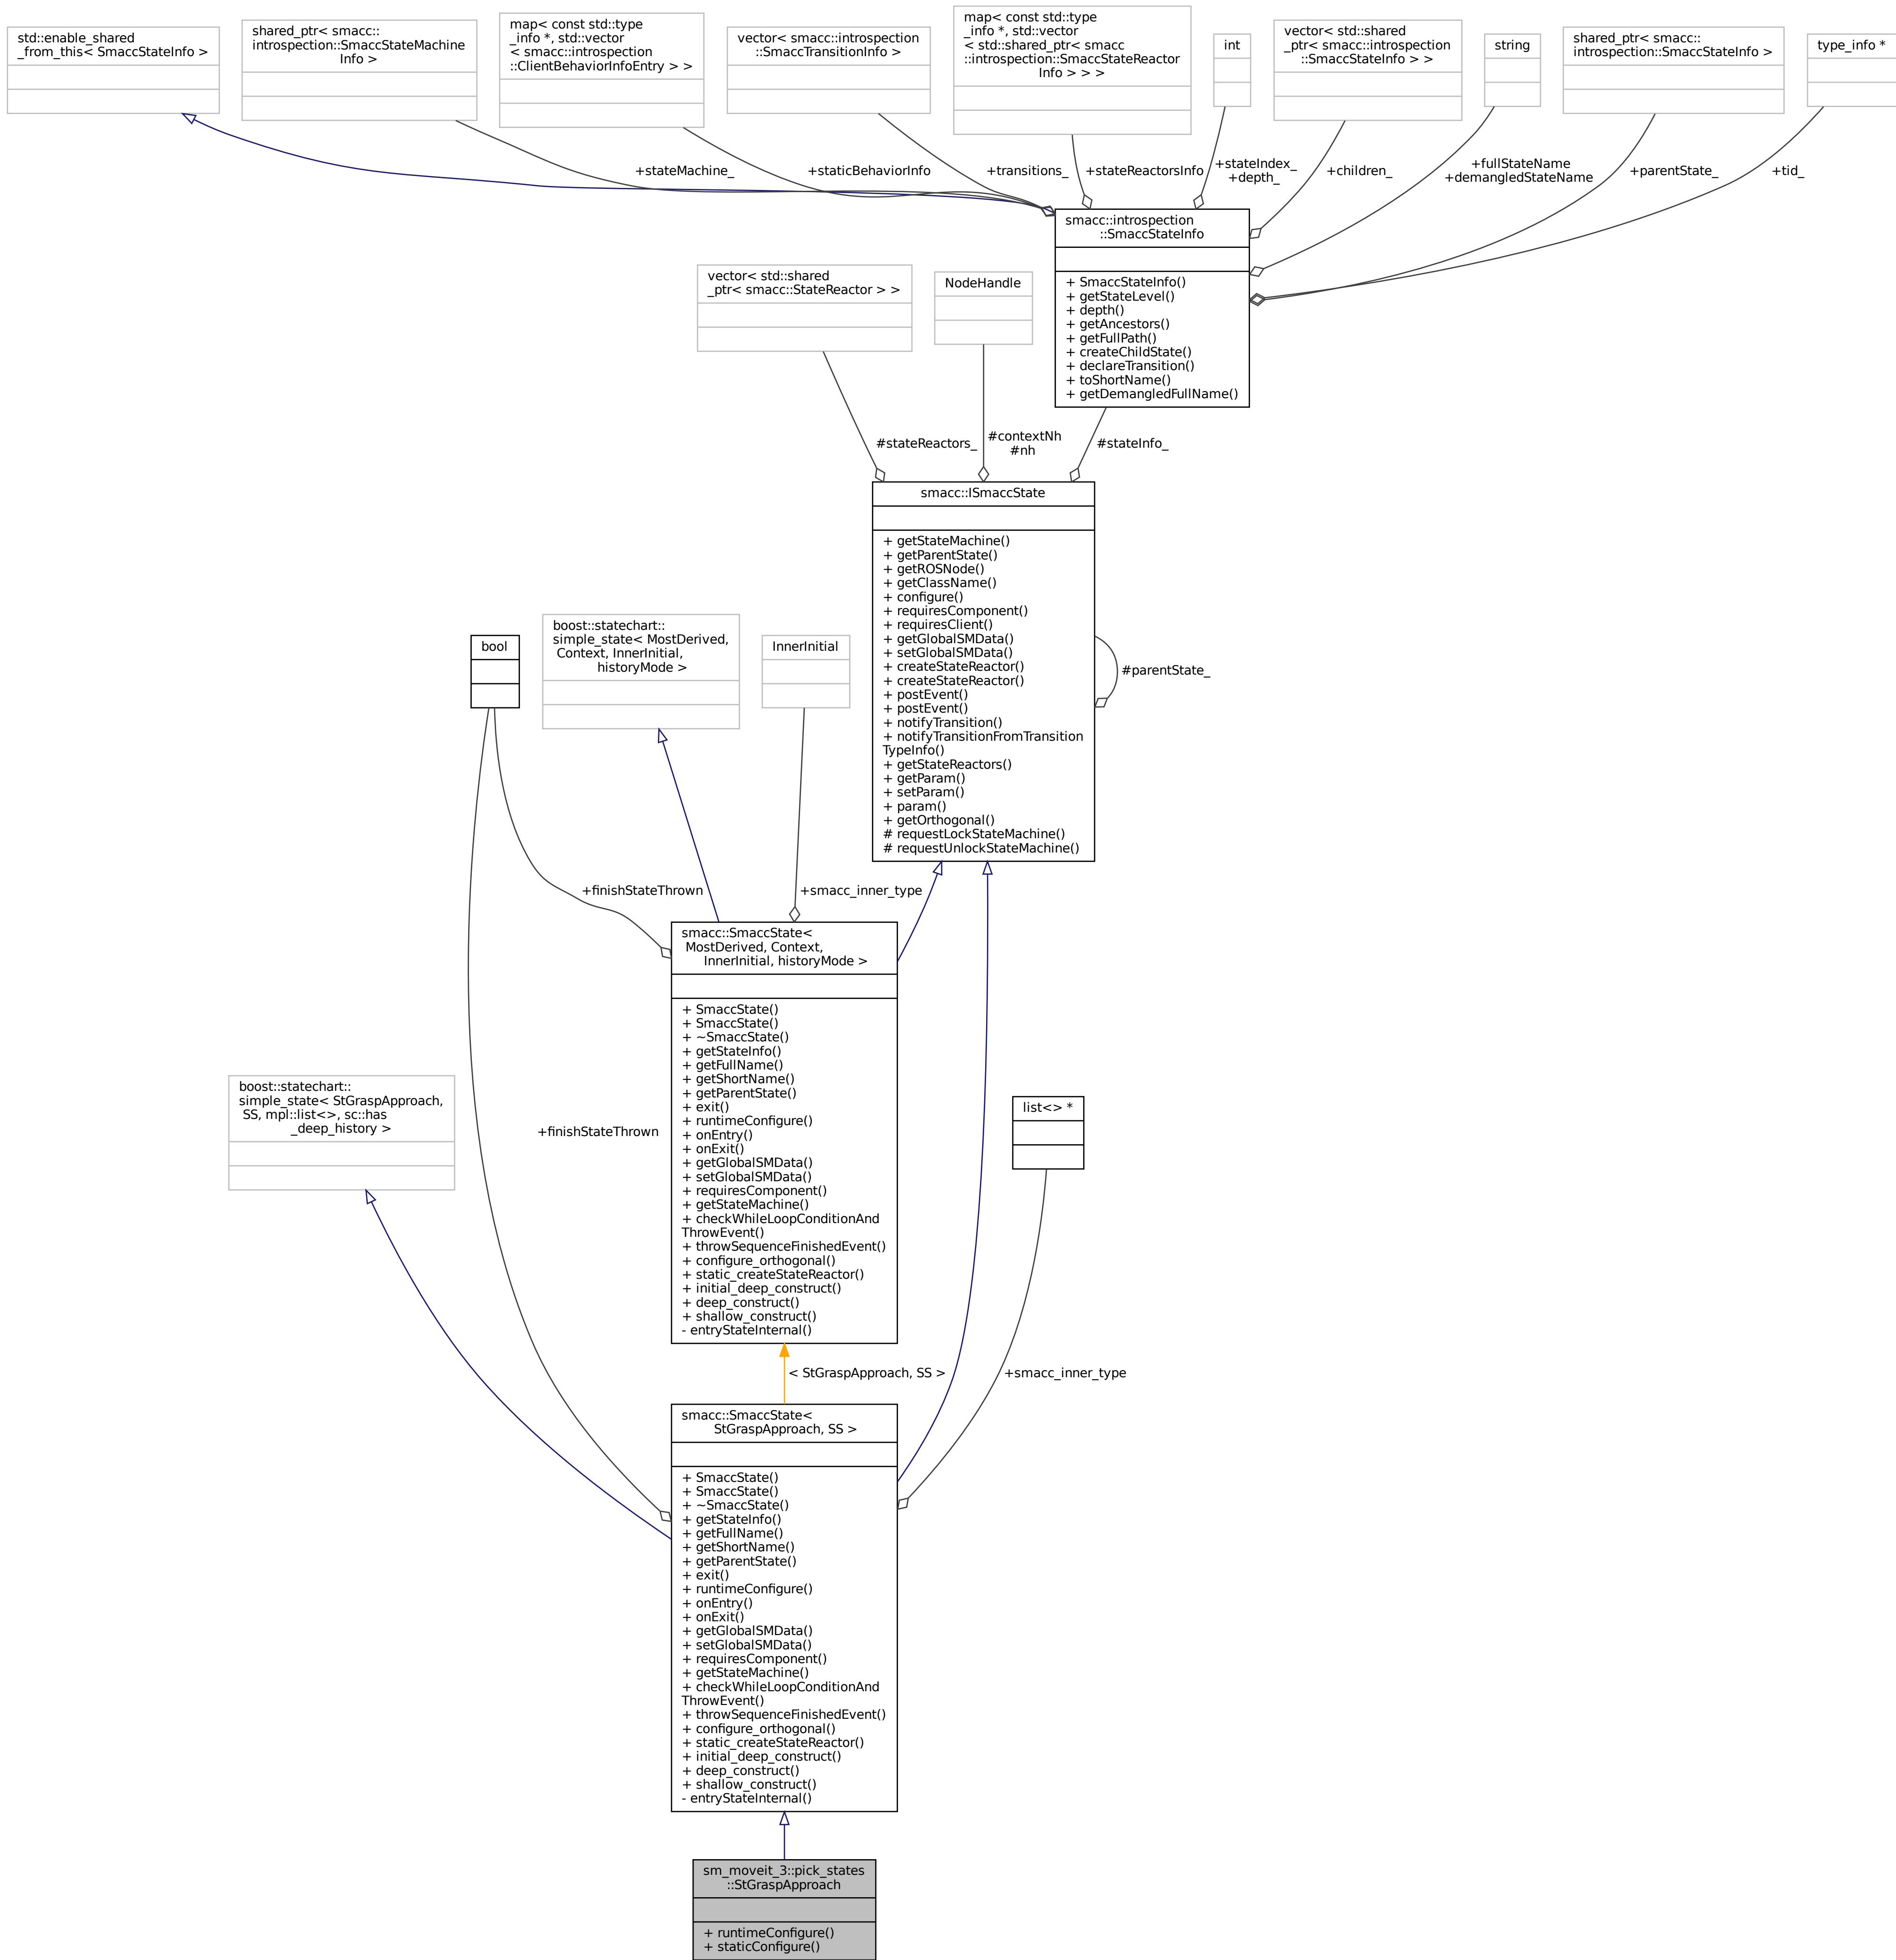 std::enable_shared
_from_this< SmaccStateInfo >
shared_ptr< smacc::
introspection::SmaccStateMachine
Info >
map< const std::type
_info *, std::vector
< smacc::introspection
::ClientBehaviorInfoEntry > >
vector< smacc::introspection
::SmaccTransitionInfo >
map< const std::type
_info *, std::vector
< std::shared_ptr< smacc
::introspection::SmaccStateReactor
Info > > >
int
vector< std::shared
_ptr< smacc::introspection
::SmaccStateInfo > >
string
shared_ptr< smacc::
introspection::SmaccStateInfo >
type_info *
+stateMachine_
+staticBehaviorInfo
+transitions_
+stateReactorsInfo
+stateIndex_
+depth_
+children_
+fullStateName
+demangledStateName
+parentState_
+tid_
smacc::introspection
::SmaccStateInfo
+ SmaccStateInfo()
+ getStateLevel()
+ depth()
+ getAncestors()
+ getFullPath()
+ createChildState()
+ declareTransition()
+ toShortName()
+ getDemangledFullName()
vector< std::shared
_ptr< smacc::StateReactor > >
NodeHandle
#stateReactors_
#contextNh
#nh
#stateInfo_
smacc::ISmaccState
+ getStateMachine()
+ getParentState()
+ getROSNode()
+ getClassName()
+ configure()
+ requiresComponent()
+ requiresClient()
+ getGlobalSMData()
+ setGlobalSMData()
+ createStateReactor()
+ createStateReactor()
+ postEvent()
+ postEvent()
+ notifyTransition()
+ notifyTransitionFromTransition
TypeInfo()
+ getStateReactors()
+ getParam()
+ setParam()
+ param()
+ getOrthogonal()
# requestLockStateMachine()
# requestUnlockStateMachine()
#parentState_
bool
boost::statechart::
simple_state< MostDerived,
Context, InnerInitial,
historyMode >
InnerInitial
+finishStateThrown
+smacc_inner_type
smacc::SmaccState<
MostDerived, Context,
InnerInitial, historyMode >
+ SmaccState()
+ SmaccState()
+ ~SmaccState()
+ getStateInfo()
+ getFullName()
+ getShortName()
+ getParentState()
+ exit()
+ runtimeConfigure()
+ onEntry()
+ onExit()
+ getGlobalSMData()
+ setGlobalSMData()
+ requiresComponent()
+ getStateMachine()
+ checkWhileLoopConditionAnd
ThrowEvent()
+ throwSequenceFinishedEvent()
+ configure_orthogonal()
+ static_createStateReactor()
+ initial_deep_construct()
+ deep_construct()
+ shallow_construct()
- entryStateInternal()
boost::statechart::
simple_state< StGraspApproach,
SS, mpl::list<>, sc::has
_deep_history >
+finishStateThrown
list<> *
< StGraspApproach, SS >
+smacc_inner_type
smacc::SmaccState<
StGraspApproach, SS >
+ SmaccState()
+ SmaccState()
+ ~SmaccState()
+ getStateInfo()
+ getFullName()
+ getShortName()
+ getParentState()
+ exit()
+ runtimeConfigure()
+ onEntry()
+ onExit()
+ getGlobalSMData()
+ setGlobalSMData()
+ requiresComponent()
+ getStateMachine()
+ checkWhileLoopConditionAnd
ThrowEvent()
+ throwSequenceFinishedEvent()
+ configure_orthogonal()
+ static_createStateReactor()
+ initial_deep_construct()
+ deep_construct()
+ shallow_construct()
- entryStateInternal()
sm_moveit_3::pick_states
::StGraspApproach
+ runtimeConfigure()
+ staticConfigure()